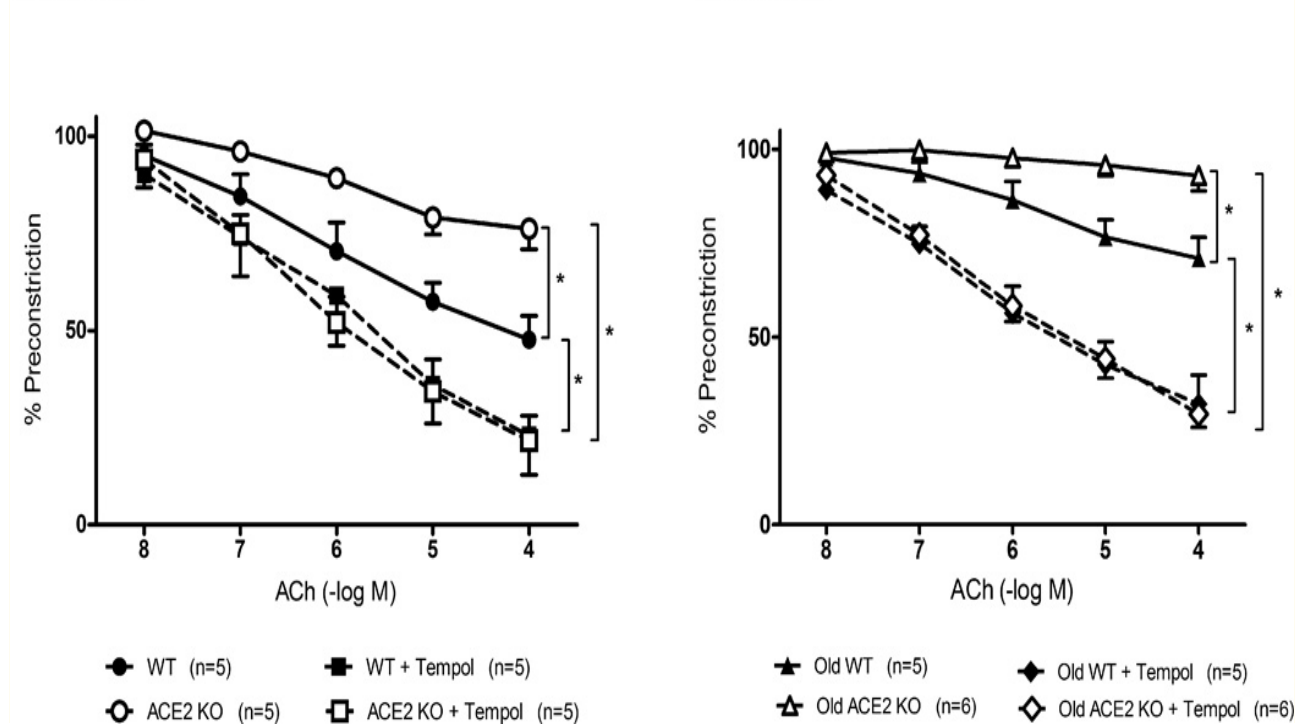 100
50
0
% Preconstriction
8 7 6 5 4
ACh (-log M)
*
*
*
WT (n=5)
WT + Tempol (n=5)
ACE2 KO (n=5)
ACE2 KO + Tempol (n=5)
100
50
0
% Preconstriction
8 7 6 5 4
ACh (-log M)
*
*
*
Old WT (n=5)
Old WT + Tempol (n=5)
Old ACE2 KO (n=6)
Old ACE2 KO + Tempol (n=6)